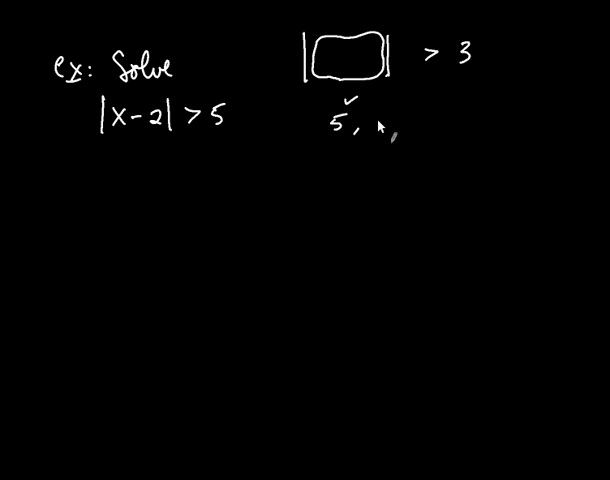 ex: Solve
|x-2| > 5
| | > 3
5,